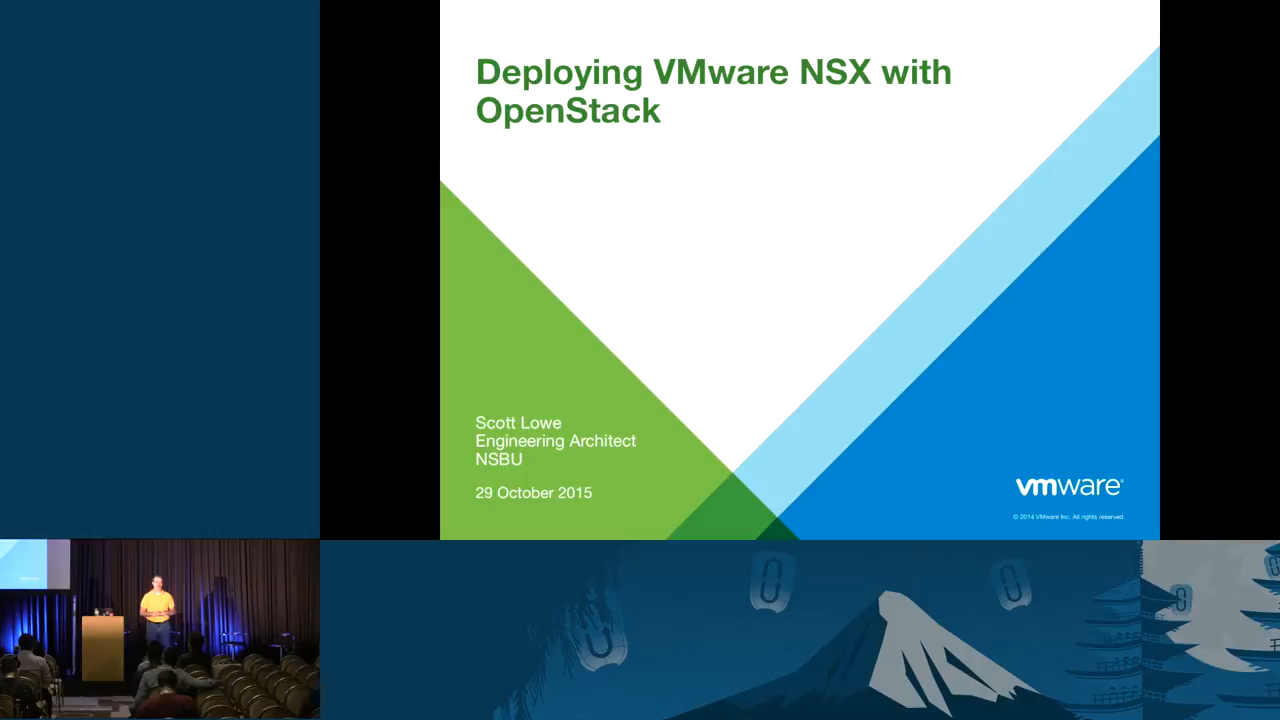 Deploying VMware NSX with
OpenStack
Scott Lowe
Engineering Architect
NSBU
29 October 2015
vmware®
© 2014 VMware Inc. All rights reserved.